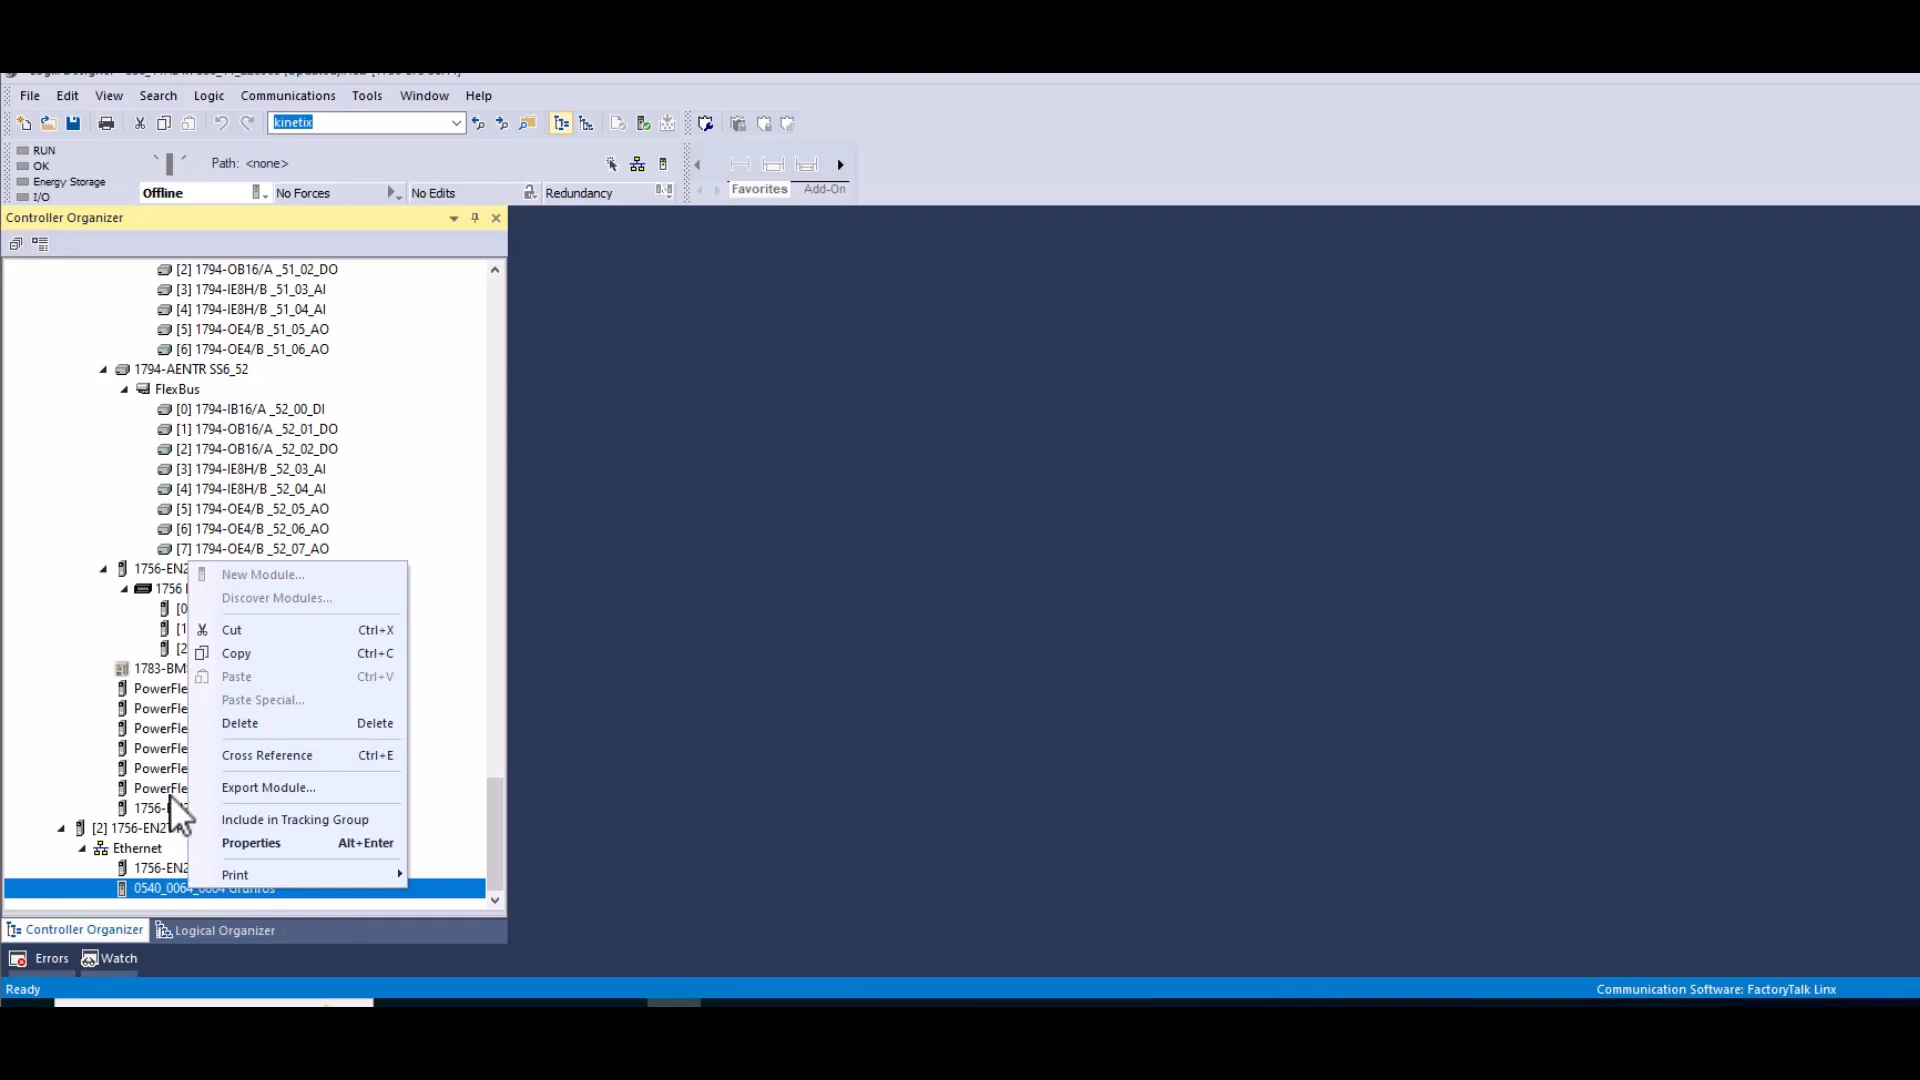 File Edit View Search Logic Communications Tools Window Help
kinetix
RUN
OK
Energy Storage
I/O
Path: <none>
Offline
No Forces
No Edits
Redundancy
Favorites Add-On
Controller Organizer
[2] 1794-OB16/A _51_02_DO
[3] 1794-IE8H/B _51_03_AI
[4] 1794-IE8H/B _51_04_AI
[5] 1794-OE4/B _51_05_AO
[6] 1794-OE4/B _51_06_AO
1794-AENTR SS6_52
FlexBus
[0] 1794-IB16/A _52_00_DI
[1] 1794-OB16/A _52_01_DO
[2] 1794-OB16/A _52_02_DO
[3] 1794-IE8H/B _52_03_AI
[4] 1794-IE8H/B _52_04_AI
[5] 1794-OE4/B _52_05_AO
[6] 1794-OE4/B _52_06_AO
[7] 1794-OE4/B _52_07_AO
1756-EN2
1756
[0
[1
[2
1783-BM
PowerFle
PowerFle
PowerFle
PowerFle
PowerFle
PowerFle
1756-
[2] 1756-EN2T
Ethernet
1756-EN2
0540_0064_0004 Grunfros
New Module...
Discover Modules...
Cut Ctrl+X
Copy Ctrl+C
Paste Ctrl+V
Paste Special...
Delete Delete
Cross Reference Ctrl+E
Export Module...
Include in Tracking Group
Properties Alt+Enter
Print
Controller Organizer Logical Organizer
Errors Watch
Ready
Communication Software: FactoryTalk Linx